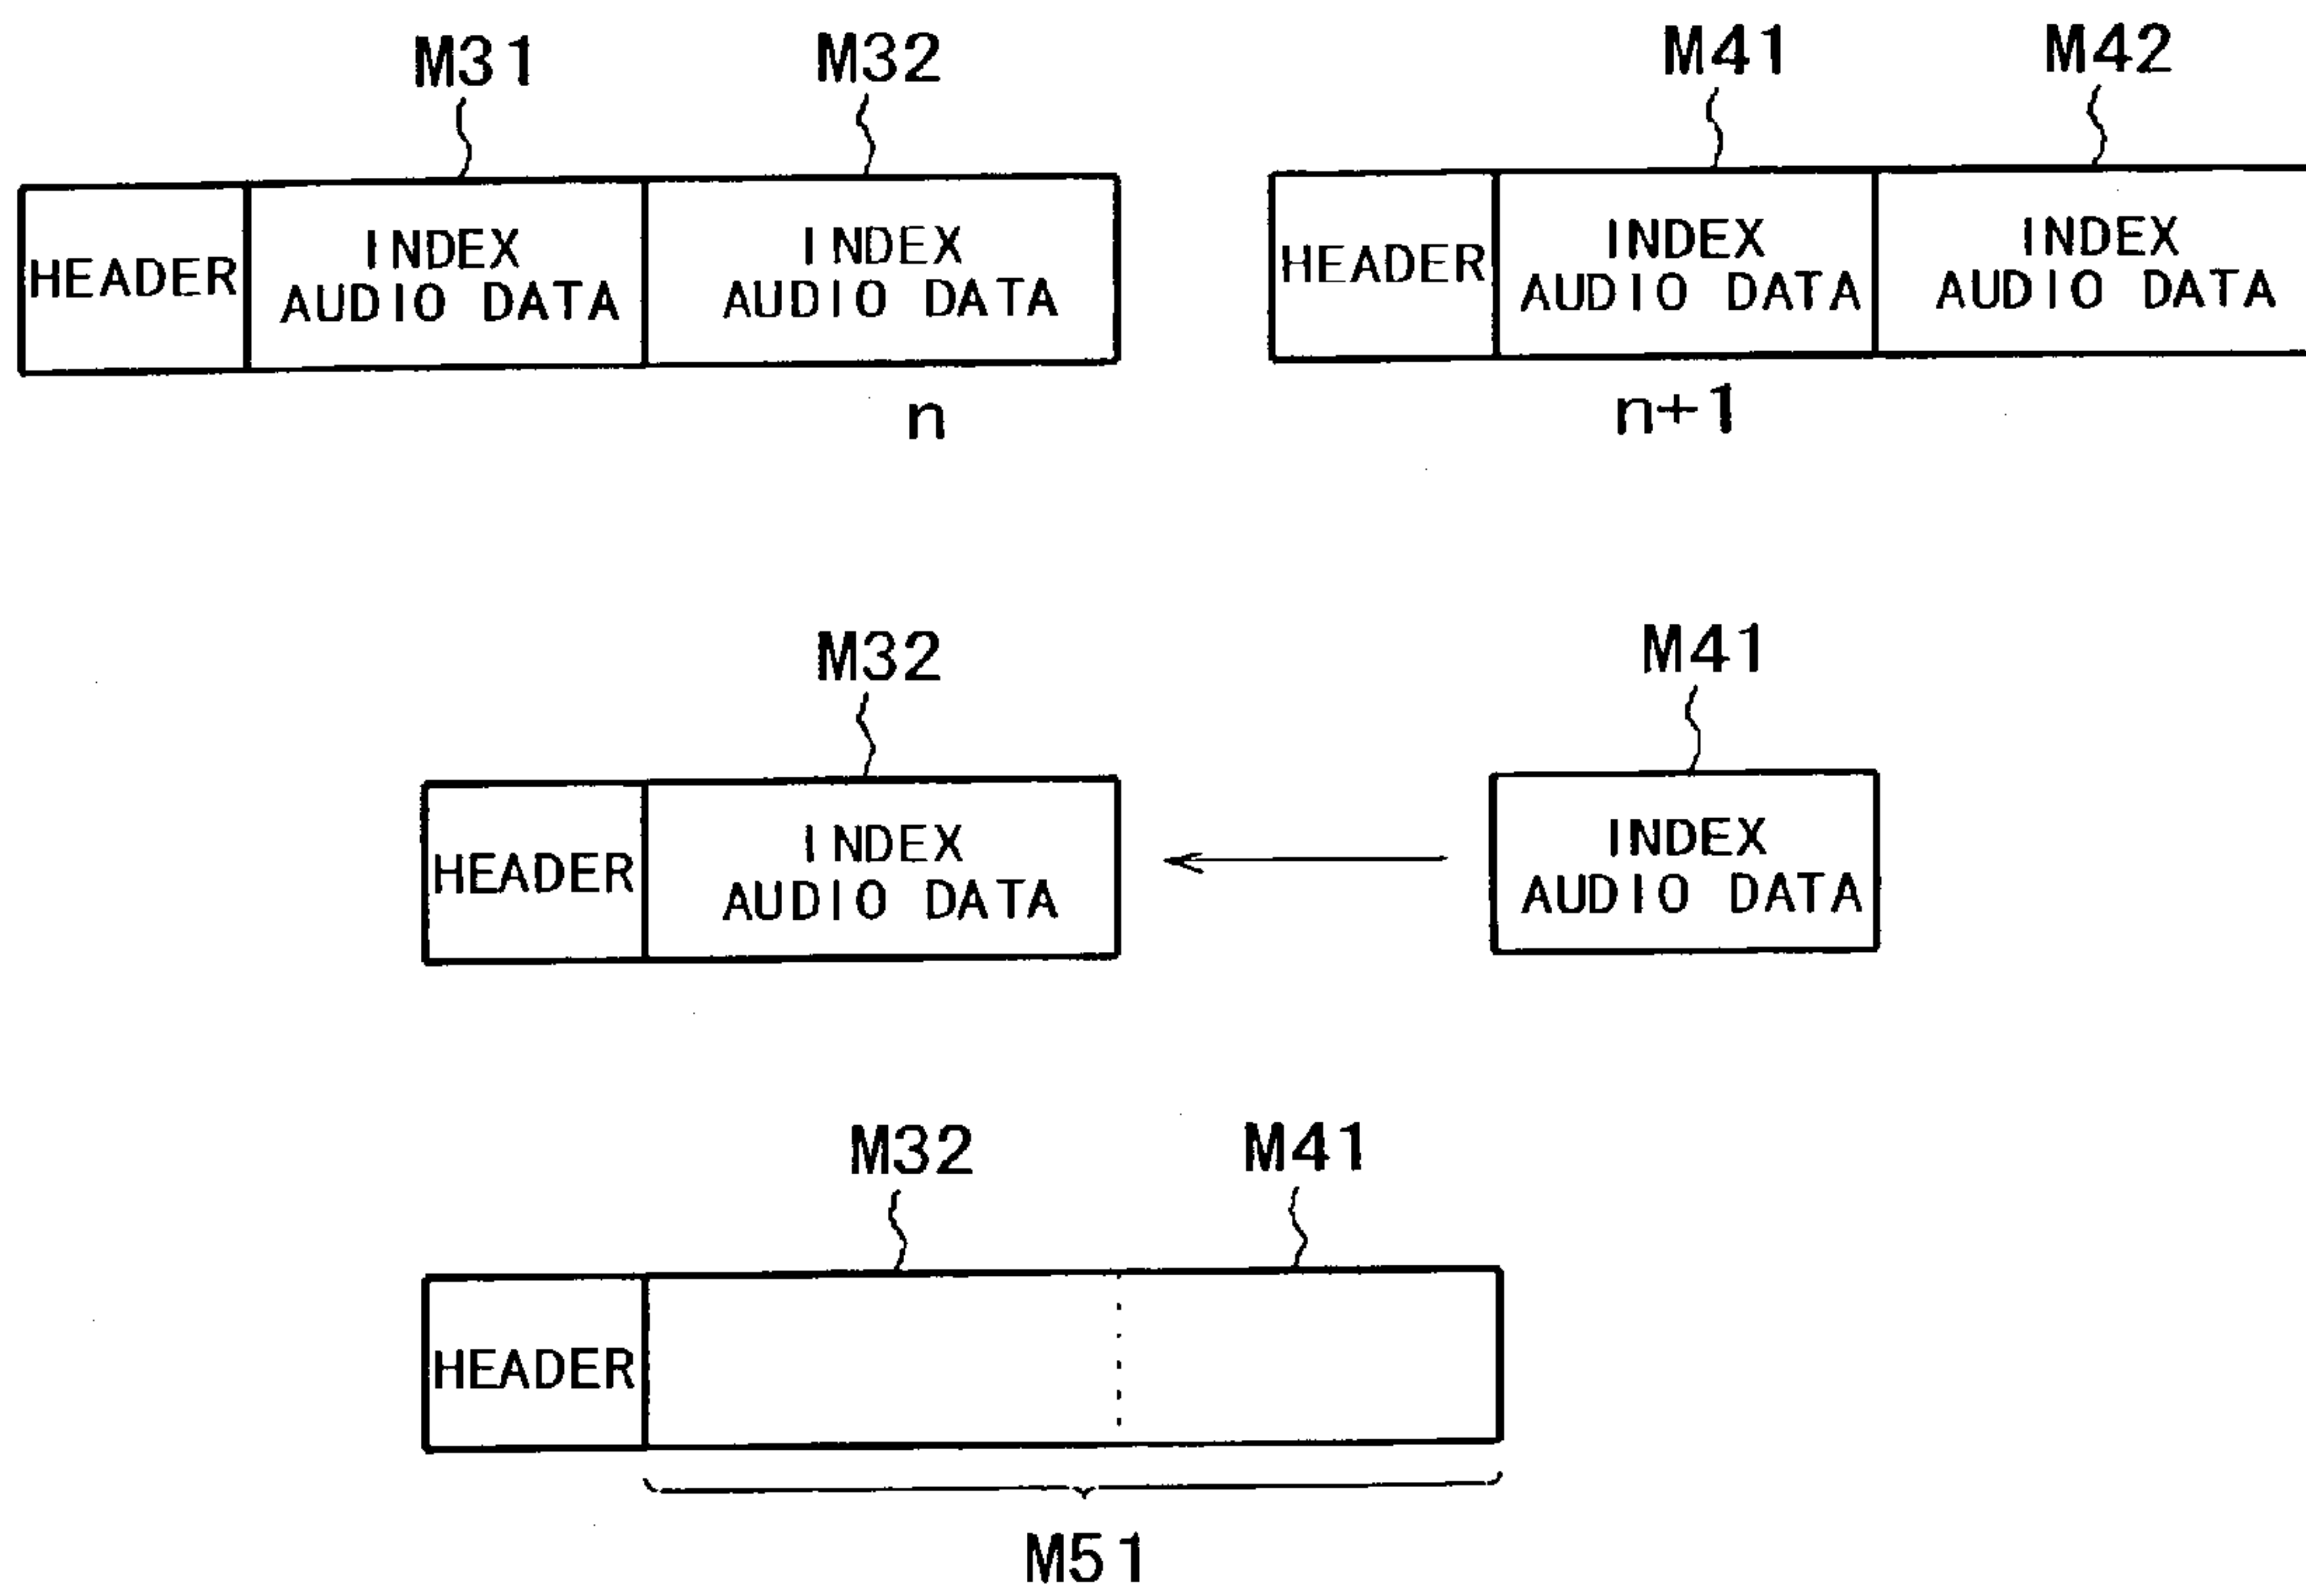 M31 M32 M41 M42
HEADER
INDEX
AUDIO DATA
INDEX
AUDIO DATA
HEADER
INDEX
AUDIO DATA
INDEX
AUDIO DATA
n n+1
M32 M41
HEADER
INDEX
AUDIO DATA
INDEX
AUDIO DATA
M32 M41
HEADER
M51